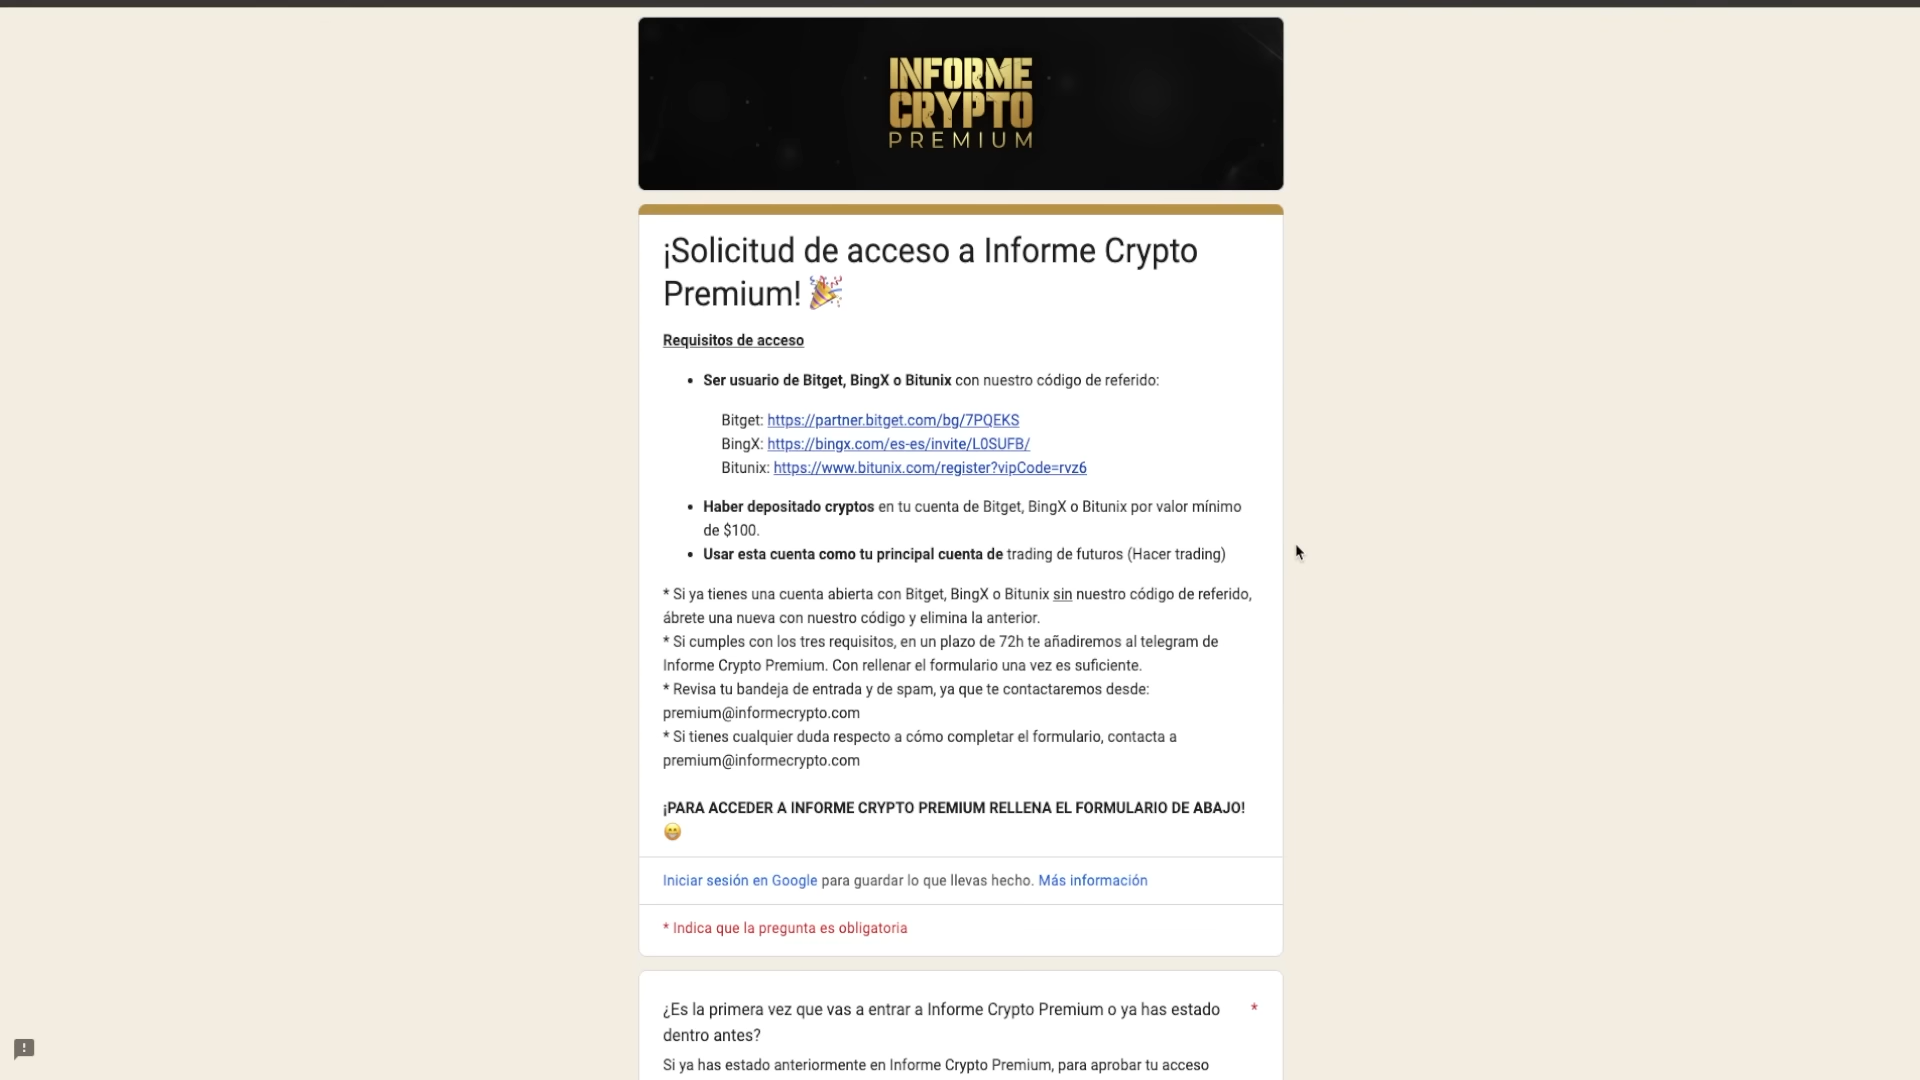 INFORME
CRYPTO
PREMIUM
¡Solicitud de acceso a Informe Crypto
Premium! 🎉
Requisitos de acceso
• Ser usuario de Bitget, BingX o Bitunix con nuestro código de referido:
Bitget: https://partner.bitget.com/bg/7PQEKS
BingX: https://bingx.com/es-es/invite/L0SUFB/
Bitunix: https://www.bitunix.com/register?vipCode=rvz6
• Haber depositado cryptos en tu cuenta de Bitget, BingX o Bitunix por valor mínimo
de $100.
• Usar esta cuenta como tu principal cuenta de trading de futuros (Hacer trading)
* Si ya tienes una cuenta abierta con Bitget, BingX o Bitunix sin nuestro código de referido,
ábrete una nueva con nuestro código y elimina la anterior.
* Si cumples con los tres requisitos, en un plazo de 72h te añadiremos al telegram de
Informe Crypto Premium. Con rellenar el formulario una vez es suficiente.
* Revisa tu bandeja de entrada y de spam, ya que te contactaremos desde:
premium@informecrypto.com
* Si tienes cualquier duda respecto a cómo completar el formulario, contacta a
premium@informecrypto.com
¡PARA ACCEDER A INFORME CRYPTO PREMIUM RELLENA EL FORMULARIO DE ABAJO!
😁
Iniciar sesión en Google para guardar lo que llevas hecho. Más información
* Indica que la pregunta es obligatoria
¿Es la primera vez que vas a entrar a Informe Crypto Premium o ya has estado *
dentro antes?
Si ya has estado anteriormente en Informe Crypto Premium, para aprobar tu acceso